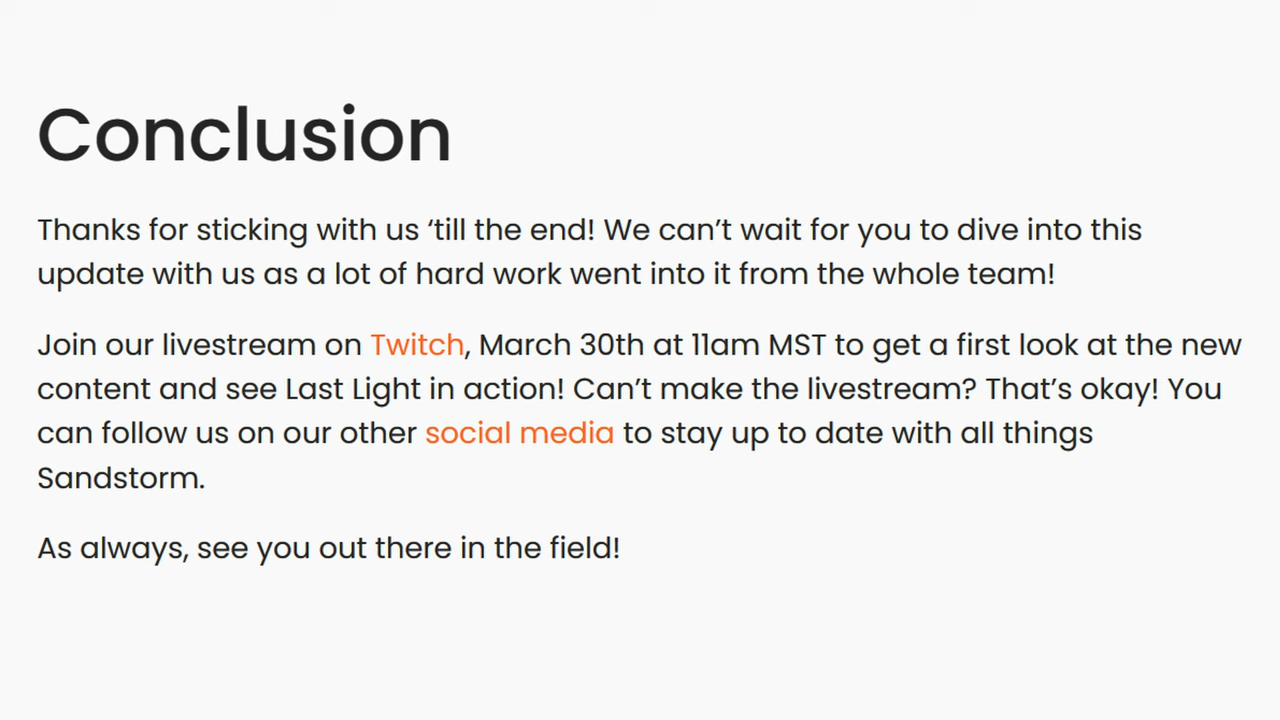 Conclusion
Thanks for sticking with us ‘till the end! We can’t wait for you to dive into this
update with us as a lot of hard work went into it from the whole team!
Join our livestream on Twitch, March 30th at 11am MST to get a first look at the new
content and see Last Light in action! Can’t make the livestream? That’s okay! You
can follow us on our other social media to stay up to date with all things
Sandstorm.
As always, see you out there in the field!